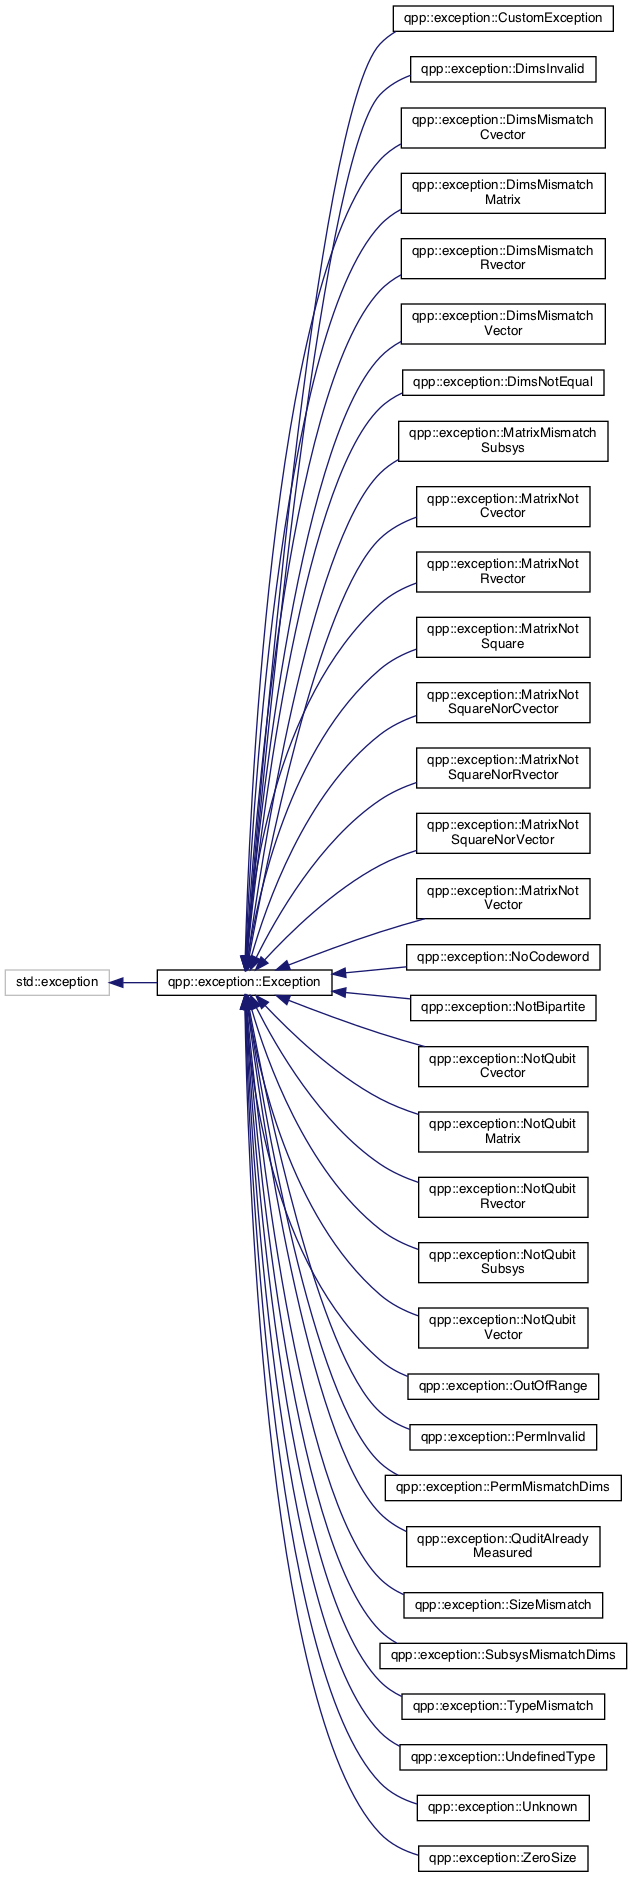 qpp::exception::CustomException
qpp::exception::DimsInvalid
qpp::exception::DimsMismatch
Cvector
qpp::exception::DimsMismatch
Matrix
qpp::exception::DimsMismatch
Rvector
qpp::exception::DimsMismatch
Vector
qpp::exception::DimsNotEqual
qpp::exception::MatrixMismatch
Subsys
qpp::exception::MatrixNot
Cvector
qpp::exception::MatrixNot
Rvector
qpp::exception::MatrixNot
Square
qpp::exception::MatrixNot
SquareNorCvector
qpp::exception::MatrixNot
SquareNorRvector
qpp::exception::MatrixNot
SquareNorVector
qpp::exception::MatrixNot
Vector
qpp::exception::NoCodeword
std::exception
qpp::exception::Exception
qpp::exception::NotBipartite
qpp::exception::NotQubit
Cvector
qpp::exception::NotQubit
Matrix
qpp::exception::NotQubit
Rvector
qpp::exception::NotQubit
Subsys
qpp::exception::NotQubit
Vector
qpp::exception::OutOfRange
qpp::exception::PermInvalid
qpp::exception::PermMismatchDims
qpp::exception::QuditAlready
Measured
qpp::exception::SizeMismatch
qpp::exception::SubsysMismatchDims
qpp::exception::TypeMismatch
qpp::exception::UndefinedType
qpp::exception::Unknown
qpp::exception::ZeroSize